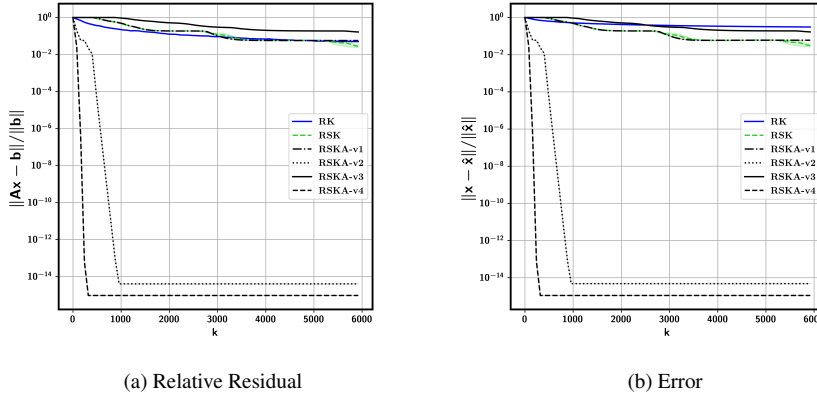 10^0
10^-2
10^-4
10^-6
10^-8
10^-10
10^-12
10^-14
||Ax − b||/||b||
RK
RSK
RSKA-v1
RSKA-v2
RSKA-v3
RSKA-v4
0 1000 2000 3000 4000 5000 6000
k
(a) Relative Residual
10^0
10^-2
10^-4
10^-6
10^-8
10^-10
10^-12
10^-14
||x − x̂||/||x̂||
RK
RSK
RSKA-v1
RSKA-v2
RSKA-v3
RSKA-v4
0 1000 2000 3000 4000 5000 6000
k
(b) Error